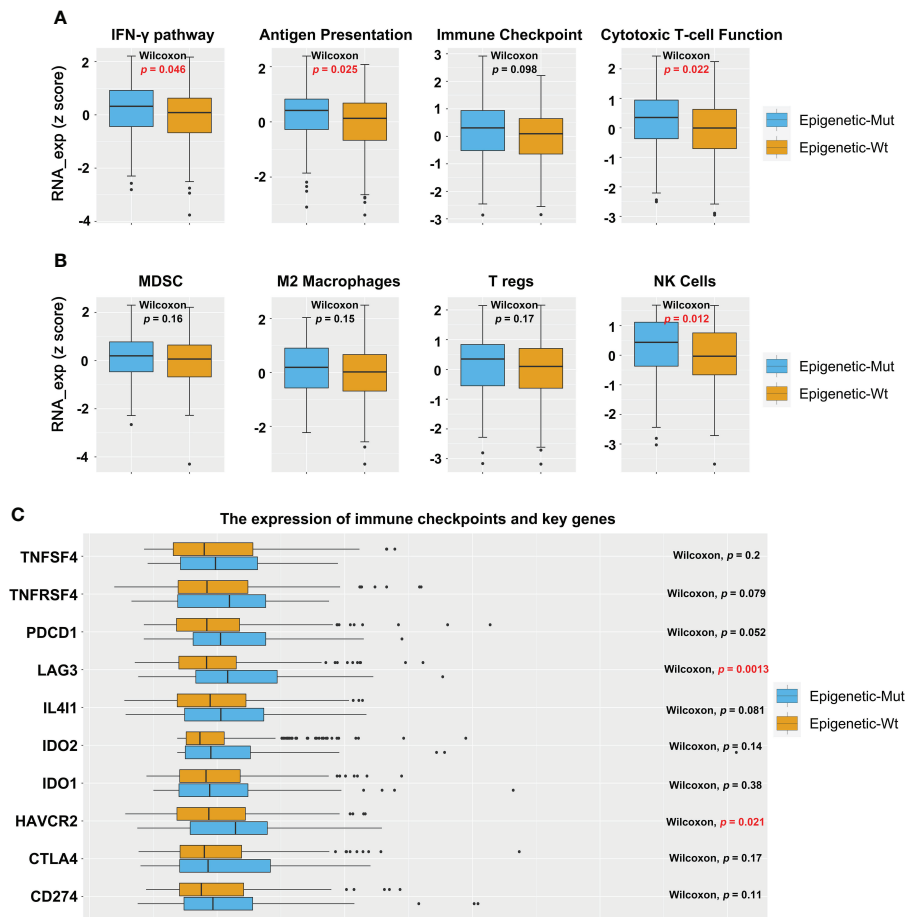 A
IFN-γ pathway Antigen Presentation Immune Checkpoint Cytotoxic T-cell Function
RNA_exp (z score)
2
0
-2
-4
Wilcoxon
p = 0.046
2
0
-2
Wilcoxon
p = 0.025
3
2
1
0
-1
-2
-3
Wilcoxon
p = 0.098
2
1
0
-1
-2
-3
Wilcoxon
p = 0.022
Epigenetic-Mut
Epigenetic-Wt
B
MDSC M2 Macrophages T regs NK Cells
RNA_exp (z score)
2
0
-2
-4
Wilcoxon
p = 0.16
2
0
-2
Wilcoxon
p = 0.15
2
1
0
-1
-2
-3
Wilcoxon
p = 0.17
1
0
-1
-2
-3
Wilcoxon
p = 0.012
Epigenetic-Mut
Epigenetic-Wt
C
The expression of immune checkpoints and key genes
TNFSF4 Wilcoxon, p = 0.2
TNFRSF4 Wilcoxon, p = 0.079
PDCD1 Wilcoxon, p = 0.052
LAG3 Wilcoxon, p = 0.0013
IL4I1 Wilcoxon, p = 0.081
IDO2 Wilcoxon, p = 0.14
IDO1 Wilcoxon, p = 0.38
HAVCR2 Wilcoxon, p = 0.021
CTLA4 Wilcoxon, p = 0.17
CD274 Wilcoxon, p = 0.11
Epigenetic-Mut
Epigenetic-Wt